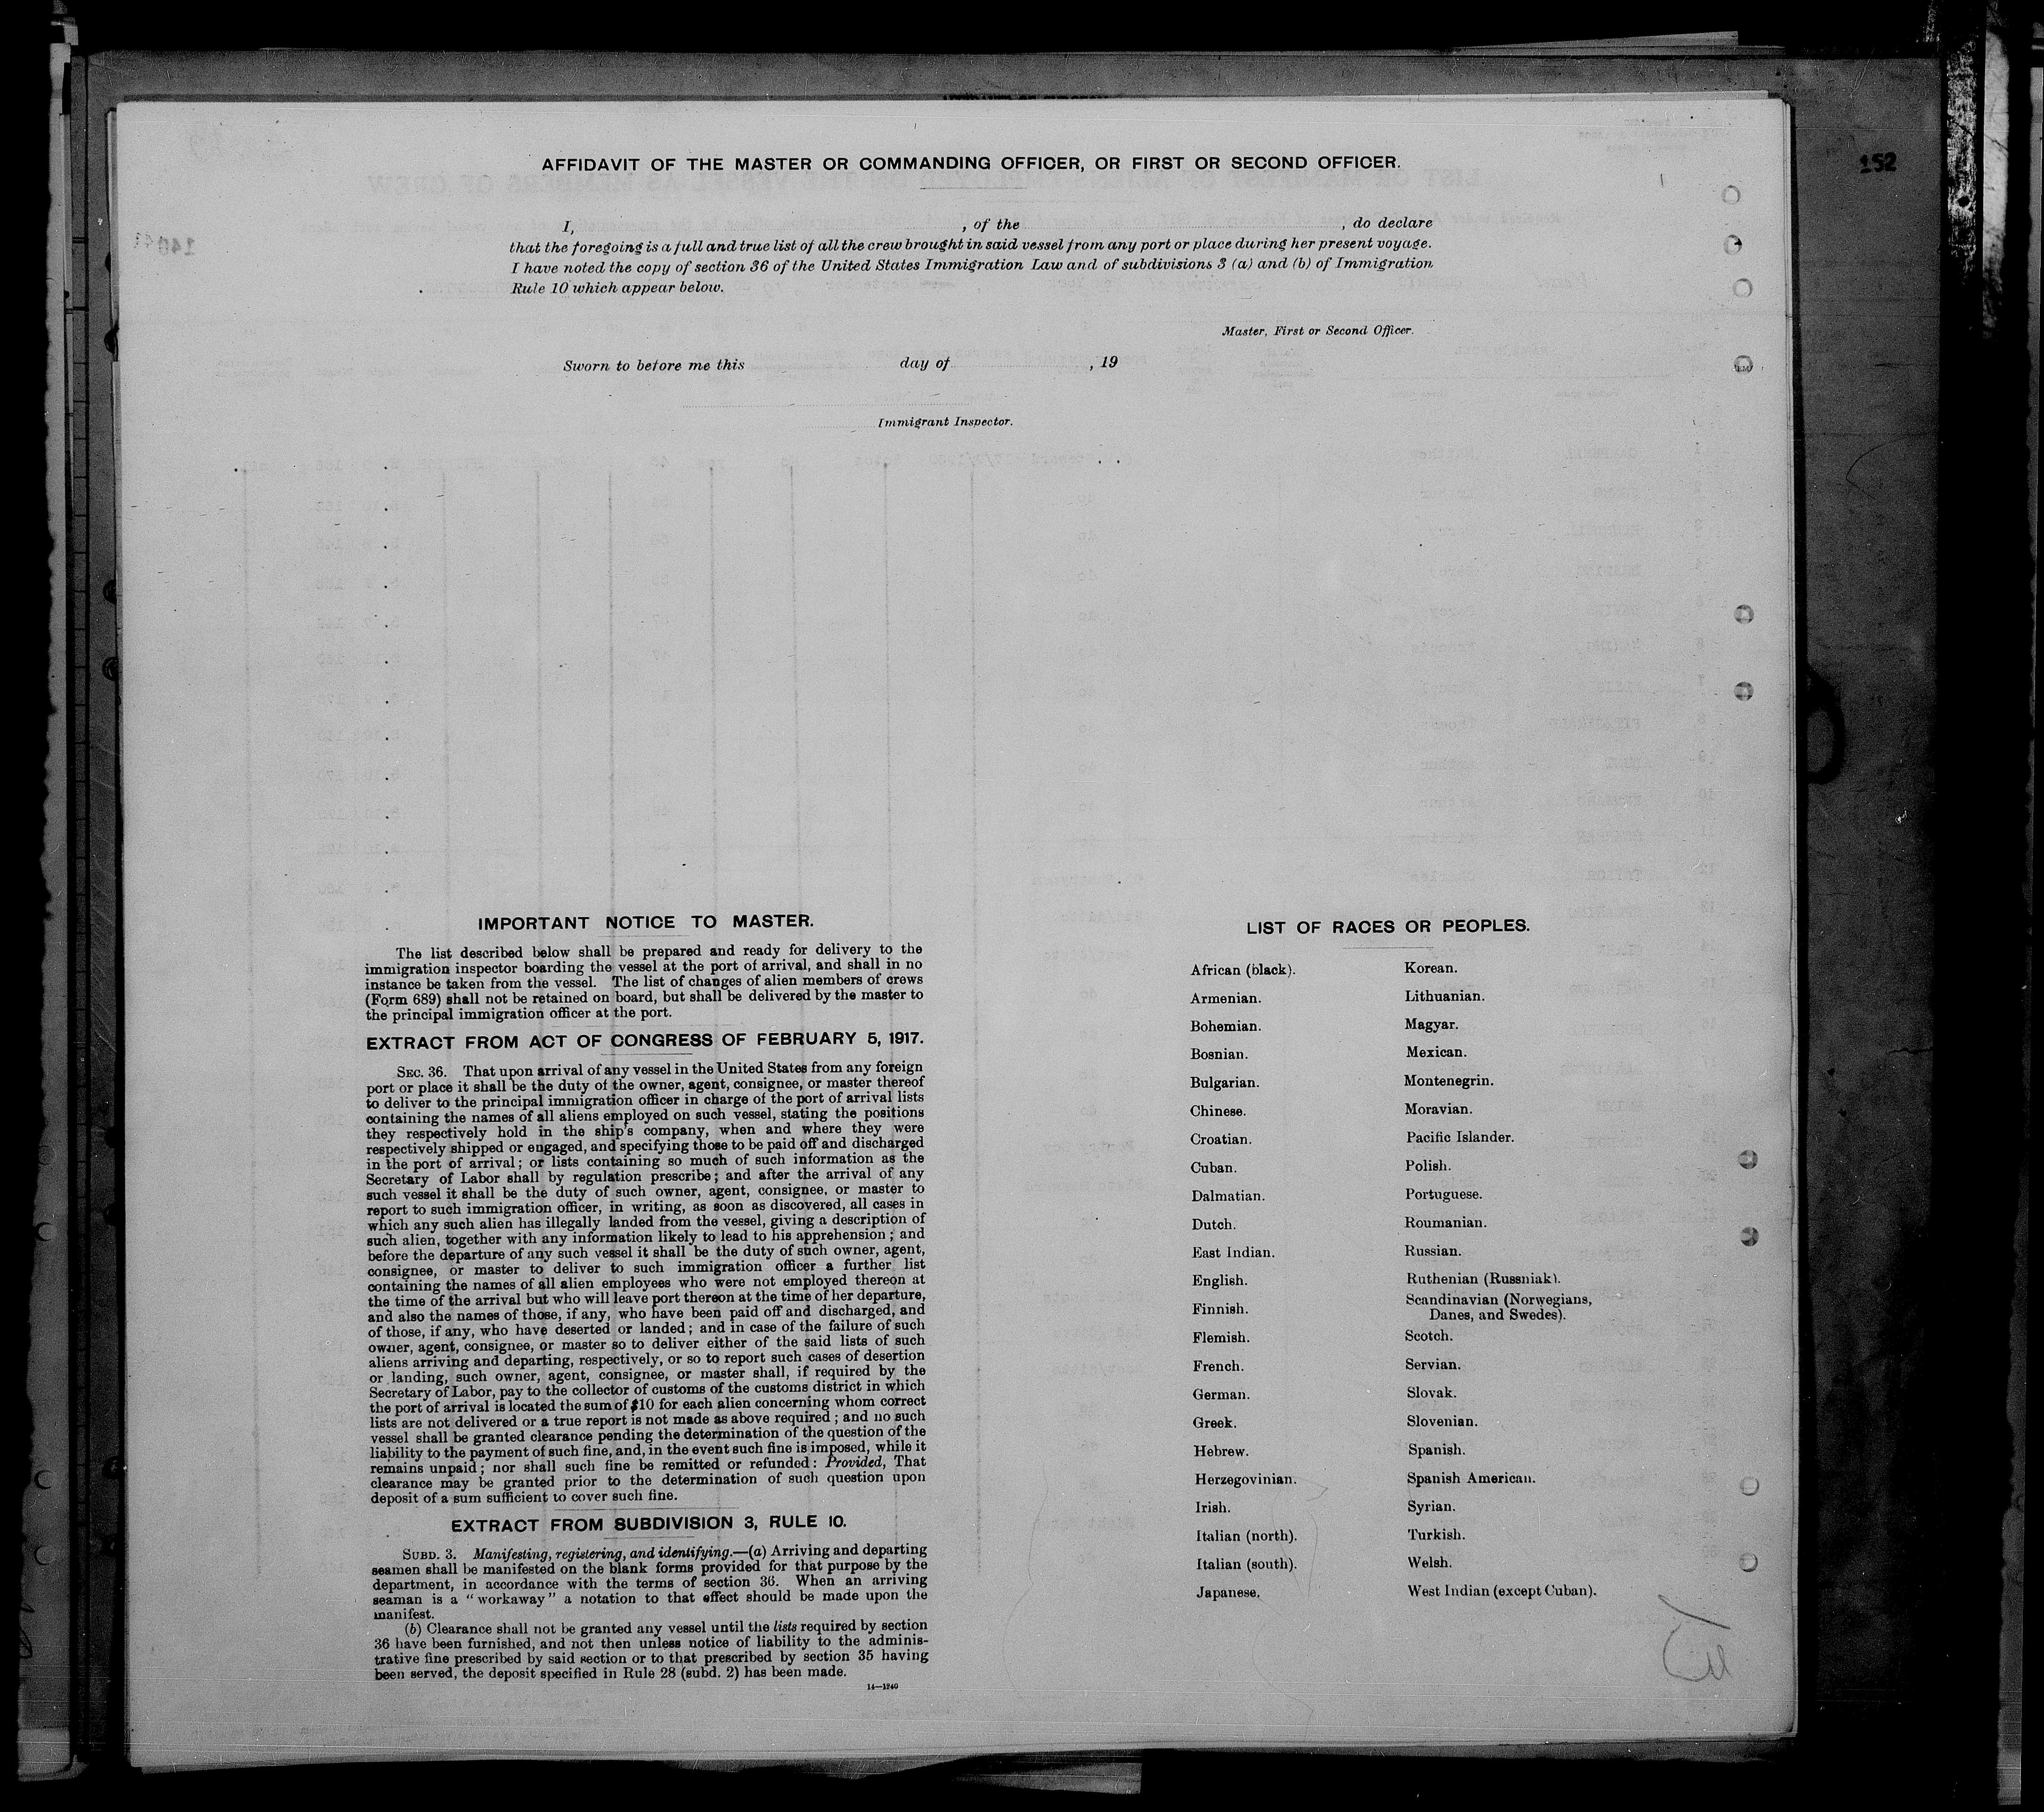 AFFIDAVIT OF THE MASTER OR COMMANDING OFFICER, OR FIRST OR SECOND OFFICER.
152
I, , of the , do declare
that the foregoing is a full and true list of all the crew brought in said vessel from any port or place during her present voyage.
I have noted the copy of section 36 of the United States Immigration Law and of subdivisions 3 (a) and (b) of Immigration
Rule 10 which appear below.
Master, First or Second Officer.
Sworn to before me this day of , 19
Immigrant Inspector.
IMPORTANT NOTICE TO MASTER.
The list described below shall be prepared and ready for delivery to the
immigration inspector boarding the vessel at the port of arrival, and shall in no
instance be taken from the vessel. The list of changes of alien members of crews
(Form 689) shall not be retained on board, but shall be delivered by the master to
the principal immigration officer at the port.
EXTRACT FROM ACT OF CONGRESS OF FEBRUARY 5, 1917.
SEC. 36. That upon arrival of any vessel in the United States from any foreign
port or place it shall be the duty of the owner, agent, consignee, or master thereof
to deliver to the principal immigration officer in charge of the port of arrival lists
containing the names of all aliens employed on such vessel, stating the positions
they respectively hold in the ship's company, when and where they were
respectively shipped or engaged, and specifying those to be paid off and discharged
in the port of arrival; or lists containing so much of such information as the
Secretary of Labor shall by regulation prescribe; and after the arrival of any
such vessel it shall be the duty of such owner, agent, consignee, or master to
report to such immigration officer, in writing, as soon as discovered, all cases in
which any such alien has illegally landed from the vessel, giving a description of
such alien, together with any information likely to lead to his apprehension; and
before the departure of any such vessel it shall be the duty of such owner, agent,
consignee, or master to deliver to such immigration officer a further list
containing the names of all alien employees who were not employed thereon at
the time of the arrival but who will leave port thereon at the time of her departure,
and also the names of those, if any, who have been paid off and discharged, and
of those, if any, who have deserted or landed; and in case of the failure of such
owner, agent, consignee, or master so to deliver either of the said lists of such
aliens arriving and departing, respectively, or so to report such cases of desertion
or landing, such owner, agent, consignee, or master shall, if required by the
Secretary of Labor, pay to the collector of customs of the customs district in which
the port of arrival is located the sum of $10 for each alien concerning whom correct
lists are not delivered or a true report is not made as above required; and no such
vessel shall be granted clearance pending the determination of the question of the
liability to the payment of such fine, and, in the event such fine is imposed, while it
remains unpaid; nor shall such fine be remitted or refunded: Provided, That
clearance may be granted prior to the determination of such question upon
deposit of a sum sufficient to cover such fine.
EXTRACT FROM SUBDIVISION 3, RULE 10.
SUBD. 3. Manifesting, registering, and identifying.—(a) Arriving and departing
seamen shall be manifested on the blank forms provided for that purpose by the
department, in accordance with the terms of section 36. When an arriving
seaman is a "workaway" a notation to that effect should be made upon the
manifest.
(b) Clearance shall not be granted any vessel until the lists required by section
36 have been furnished, and not then unless notice of liability to the adminis-
trative fine prescribed by said section or to that prescribed by section 35 having
been served, the deposit specified in Rule 28 (subd. 2) has been made.
14—1240
LIST OF RACES OR PEOPLES.
African (black).
Armenian.
Bohemian.
Bosnian.
Bulgarian.
Chinese.
Croatian.
Cuban.
Dalmatian.
Dutch.
East Indian.
English.
Finnish.
Flemish.
French.
German.
Greek.
Hebrew.
Herzegovinian.
Irish.
Italian (north).
Italian (south).
Japanese.
Korean.
Lithuanian.
Magyar.
Mexican.
Montenegrin.
Moravian.
Pacific Islander.
Polish.
Portuguese.
Roumanian.
Russian.
Ruthenian (Russniak).
Scandinavian (Norwegians,
Danes, and Swedes).
Scotch.
Servian.
Slovak.
Slovenian.
Spanish.
Spanish American.
Syrian.
Turkish.
Welsh.
West Indian (except Cuban).